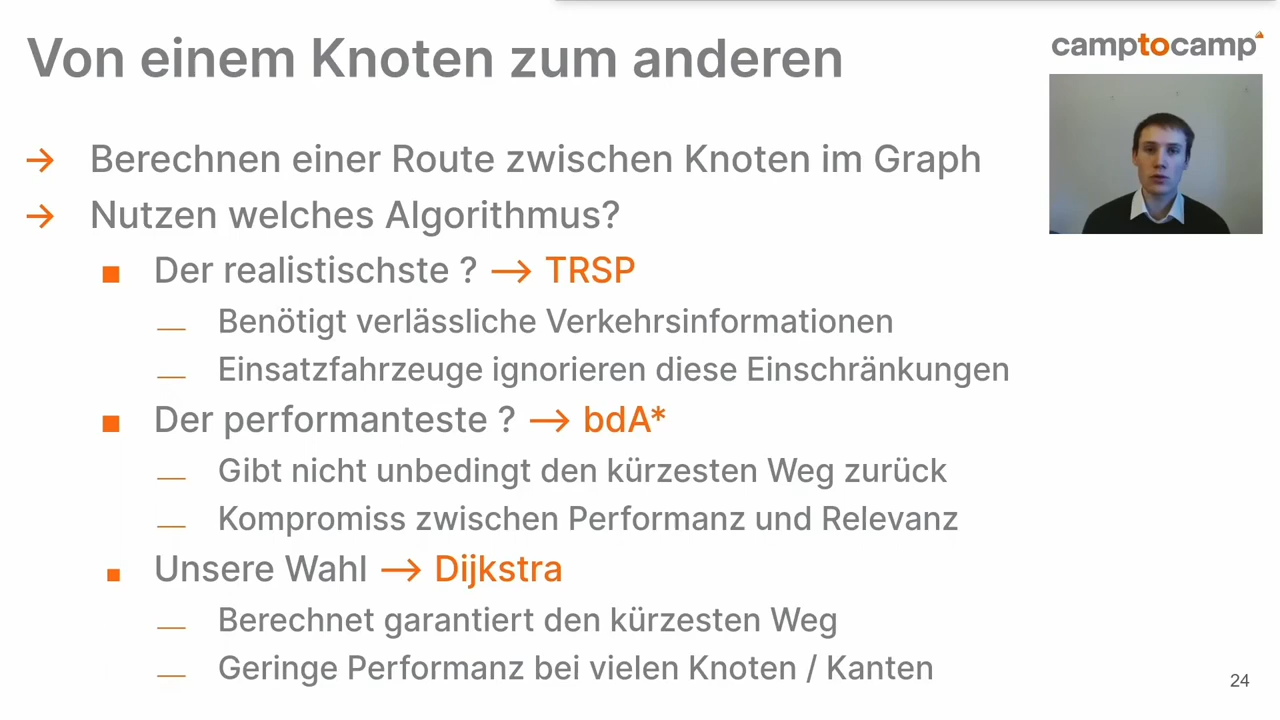 Von einem Knoten zum anderen
camptocamp
→ Berechnen einer Route zwischen Knoten im Graph
→ Nutzen welches Algorithmus?
■ Der realistischste ? → TRSP
— Benötigt verlässliche Verkehrsinformationen
— Einsatzfahrzeuge ignorieren diese Einschränkungen
■ Der performanteste ? → bdA*
— Gibt nicht unbedingt den kürzesten Weg zurück
— Kompromiss zwischen Performanz und Relevanz
■ Unsere Wahl → Dijkstra
— Berechnet garantiert den kürzesten Weg
— Geringe Performanz bei vielen Knoten / Kanten
24